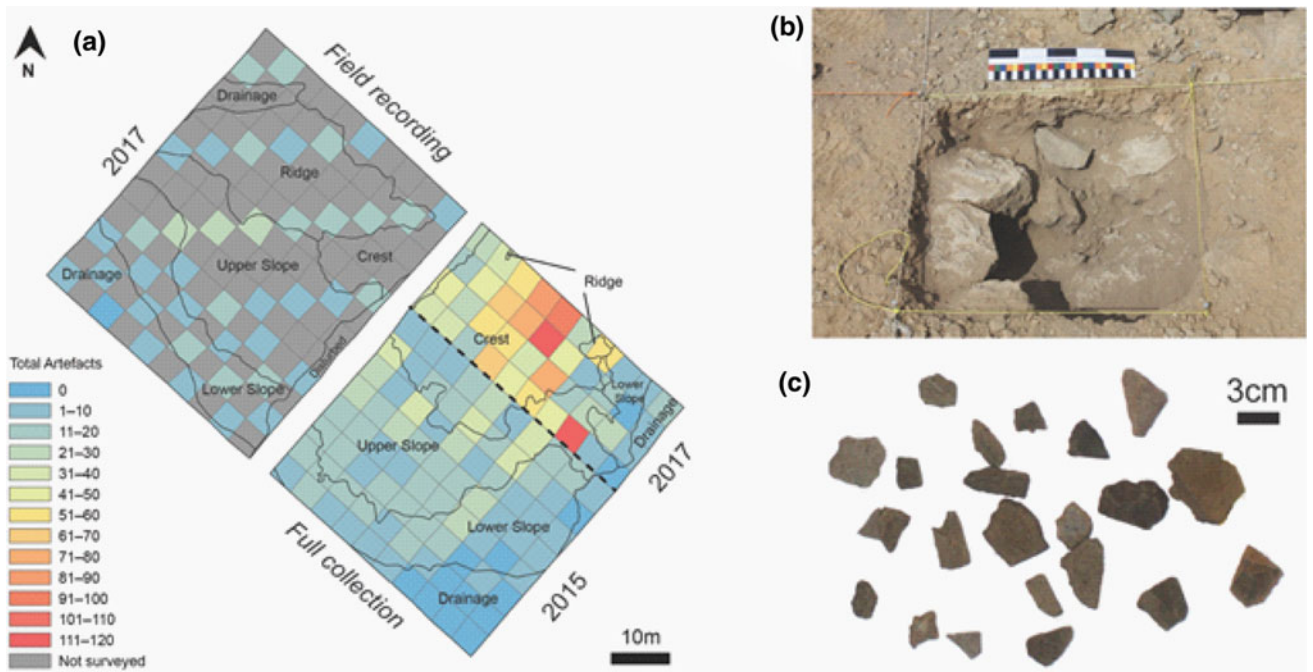 (a)
N
2017
Field recording
Drainage
Ridge
Drainage
Upper Slope
Crest
Lower Slope
Disturbed
Ridge
Crest
Lower Slope
Drainage
Upper Slope
Lower Slope
Drainage
2017
2015
Full collection
10m
Total Artefacts
0
1–10
11–20
21–30
31–40
41–50
51–60
61–70
71–80
81–90
91–100
101–110
111–120
Not surveyed
(b)
(c)
3cm